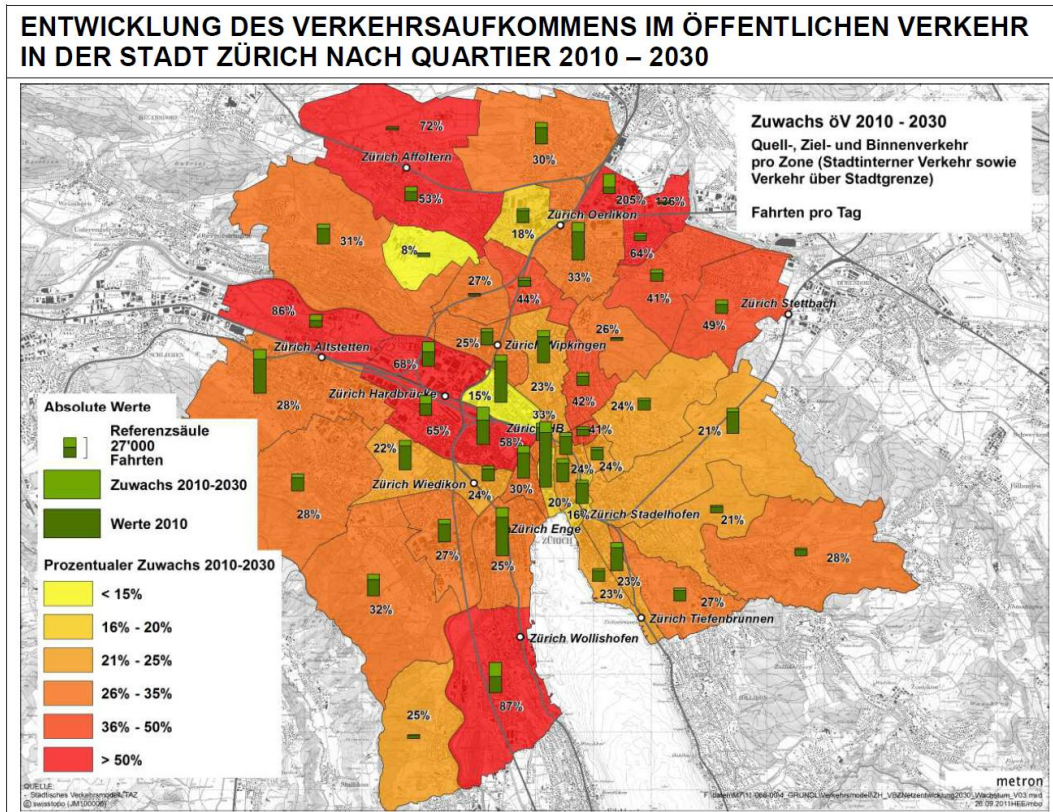 ENTWICKLUNG DES VERKEHRSAUFKOMMENS IM ÖFFENTLICHEN VERKEHR
IN DER STADT ZÜRICH NACH QUARTIER 2010 – 2030
Zuwachs öV 2010 - 2030
Quell-, Ziel- und Binnenverkehr
pro Zone (Stadtinterner Verkehr sowie
Verkehr über Stadtgrenze)
Fahrten pro Tag
72%
30%
Zürich Affoltern
53%
205%
126%
Zürich Oerlikon
18%
64%
31%
8%
33%
27%
44%
41%
49%
Zürich Stettbach
86%
26%
25%
Zürich Wipkingen
Zürich Altstetten
68%
23%
15%
42%
24%
28%
Zürich Hardbrücke
33%
21%
65%
58%
41%
22%
24%
24%
Zürich Wiedikon
24%
30%
20%
16%
Zürich Stadelhofen
28%
21%
Zürich Enge
ZÜRICH
27%
25%
23%
28%
32%
23%
27%
Zürich Tiefenbrunnen
Zürich Wollishofen
87%
25%
Absolute Werte
Referenzsäule
27'000
Fahrten
Zuwachs 2010-2030
Werte 2010
Prozentualer Zuwachs 2010-2030
< 15%
16% - 20%
21% - 25%
26% - 35%
36% - 50%
> 50%
QUELLE:
- Städtisches Verkehrsmodell/TAZ
metron